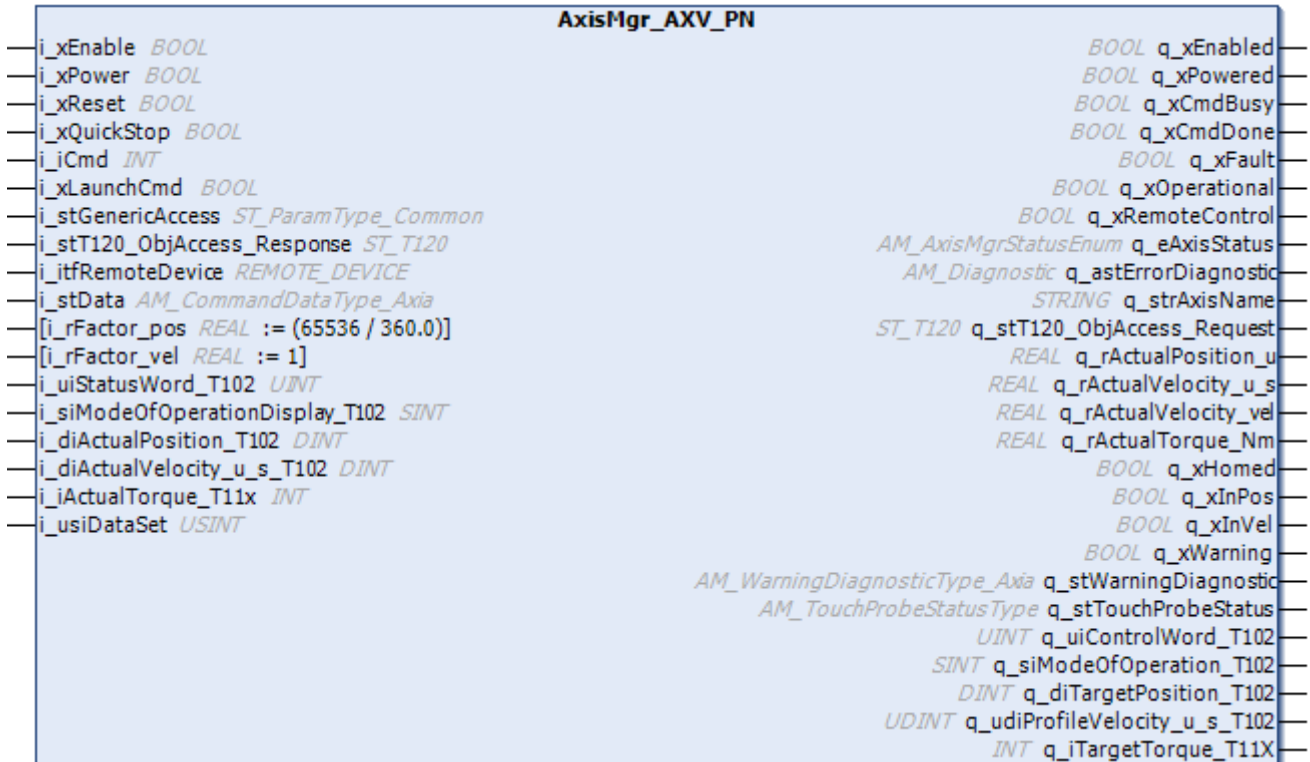 AxisMgr_AXV_PN
i_xEnable BOOL BOOL q_xEnabled
i_xPower BOOL BOOL q_xPowered
i_xReset BOOL BOOL q_xCmdBusy
i_xQuickStop BOOL BOOL q_xCmdDone
i_iCmd INT BOOL q_xFault
i_xLaunchCmd BOOL BOOL q_xOperational
i_stGenericAccess ST_ParamType_Common BOOL q_xRemoteControl
i_stT120_ObjAccess_Response ST_T120 AM_AxisMgrStatusEnum q_eAxisStatus
i_itfRemoteDevice REMOTE_DEVICE AM_Diagnostic q_astErrorDiagnostic
i_stData AM_CommandDataType_Axia STRING q_strAxisName
[i_rFactor_pos REAL := (65536 / 360.0)] ST_T120 q_stT120_ObjAccess_Request
[i_rFactor_vel REAL := 1] REAL q_rActualPosition_u
i_uiStatusWord_T102 UINT REAL q_rActualVelocity_u_s
i_siModeOfOperationDisplay_T102 SINT REAL q_rActualVelocity_vel
i_diActualPosition_T102 DINT REAL q_rActualTorque_Nm
i_diActualVelocity_u_s_T102 DINT BOOL q_xHomed
i_iActualTorque_T11x INT BOOL q_xInPos
i_usiDataSet USINT BOOL q_xInVel
BOOL q_xWarning
AM_WarningDiagnosticType_Axia q_stWarningDiagnostic
AM_TouchProbeStatusType q_stTouchProbeStatus
UINT q_uiControlWord_T102
SINT q_siModeOfOperation_T102
DINT q_diTargetPosition_T102
UDINT q_udiProfileVelocity_u_s_T102
INT q_iTargetTorque_T11X